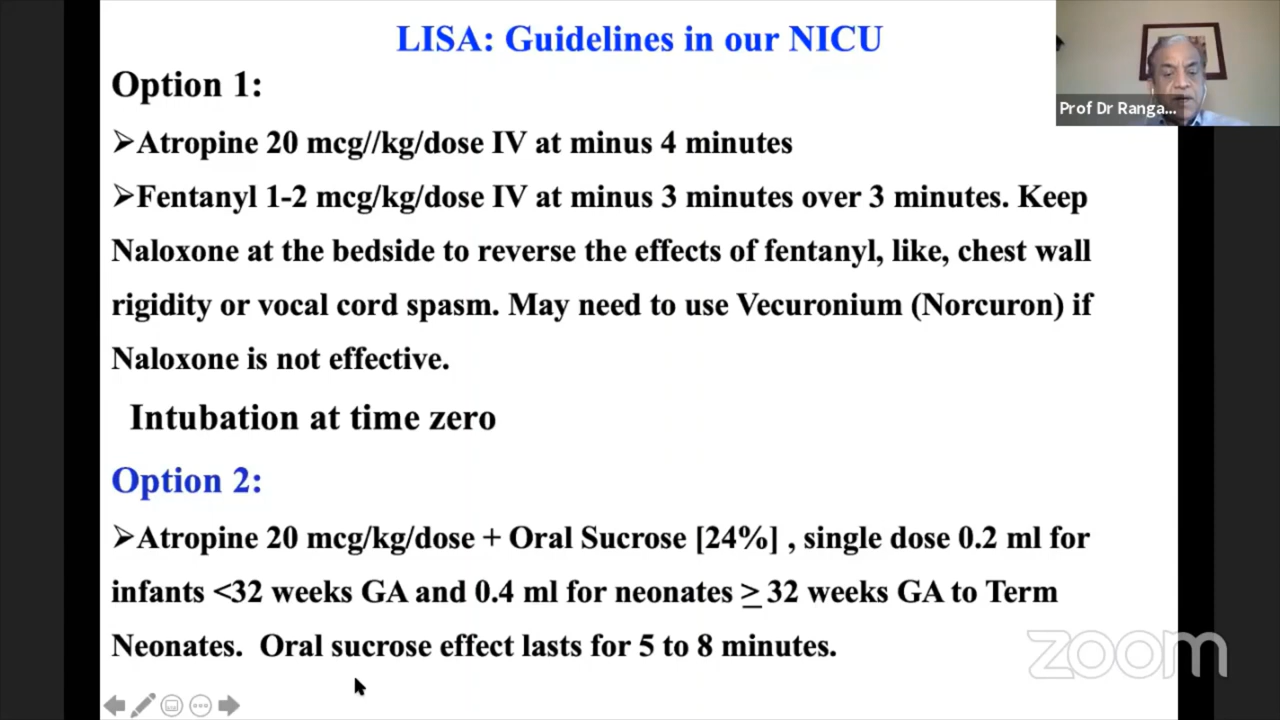 LISA: Guidelines in our NICU
Prof Dr Ranga...
Option 1:
➢Atropine 20 mcg//kg/dose IV at minus 4 minutes
➢Fentanyl 1-2 mcg/kg/dose IV at minus 3 minutes over 3 minutes. Keep
Naloxone at the bedside to reverse the effects of fentanyl, like, chest wall
rigidity or vocal cord spasm. May need to use Vecuronium (Norcuron) if
Naloxone is not effective.
Intubation at time zero
Option 2:
➢Atropine 20 mcg/kg/dose + Oral Sucrose [24%] , single dose 0.2 ml for
infants <32 weeks GA and 0.4 ml for neonates ≥ 32 weeks GA to Term
Neonates.  Oral sucrose effect lasts for 5 to 8 minutes.
zoom